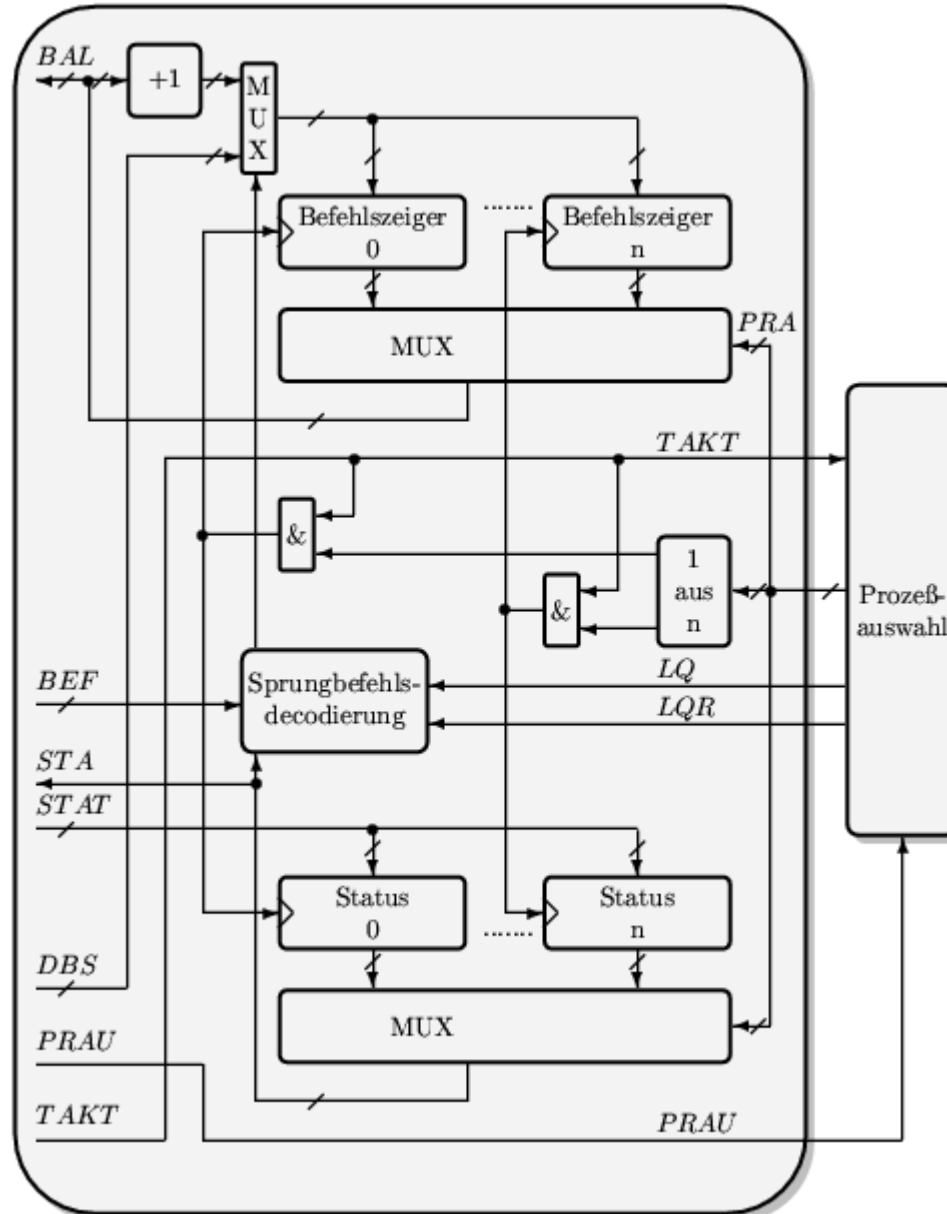 BAL
+1
M
U
X
Befehlszeiger
0
Befehlszeiger
n
MUX
PRA
TAKT
&
1
aus
n
&
Prozeß-
auswahl
BEF
Sprungbefehls-
decodierung
LQ
LQR
STA
STAT
Status
0
Status
n
DBS
MUX
PRAU
TAKT
PRAU